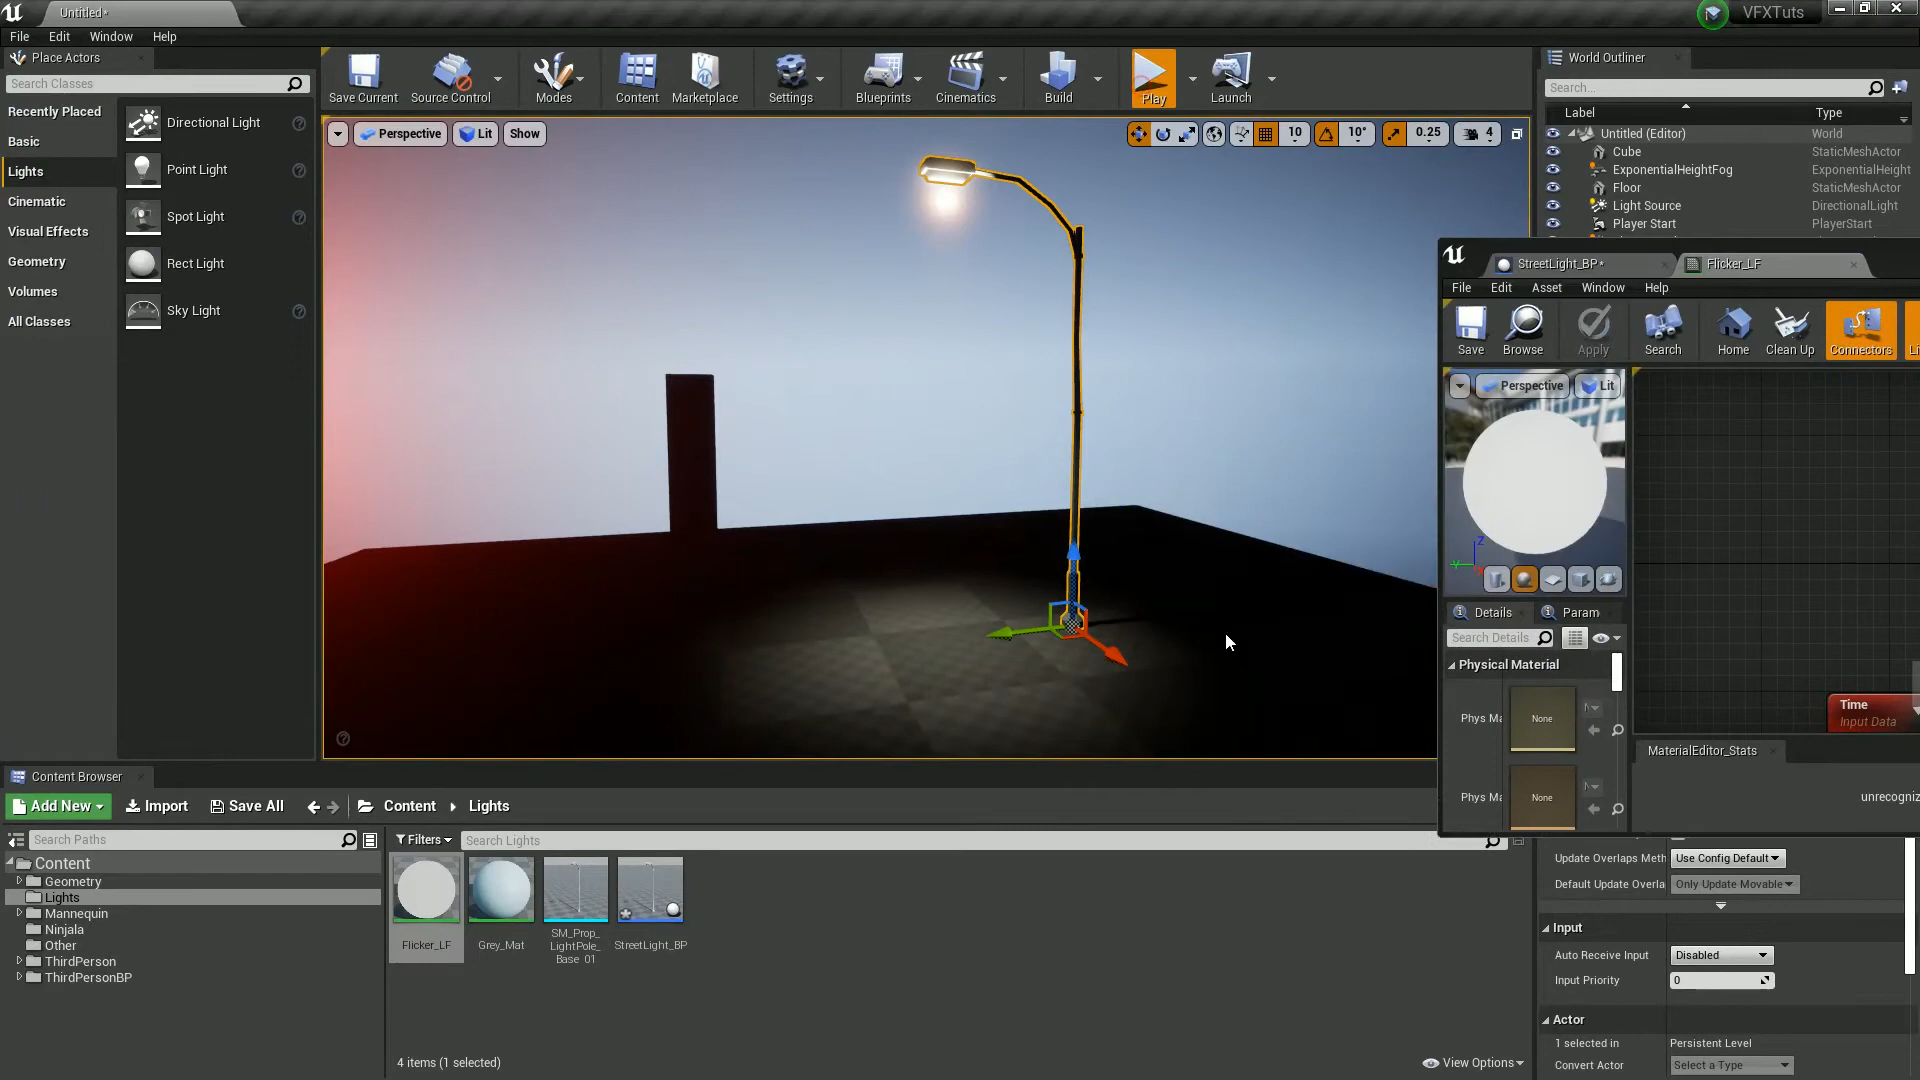 Untitled*
VFXTuts
File Edit Window Help
Place Actors
Search Classes
Recently Placed
Basic
Lights
Cinematic
Visual Effects
Geometry
Volumes
All Classes
Directional Light
Point Light
Spot Light
Rect Light
Sky Light
Save Current
Source Control
Modes
Content
Marketplace
Settings
Blueprints
Cinematics
Build
Play
Launch
Perspective
Lit
Show
10
10°
0.25
4
World Outliner
Search...
Label Type
Untitled (Editor) World
Cube StaticMeshActor
ExponentialHeightFog ExponentialHeight
Floor StaticMeshActor
Light Source DirectionalLight
Player Start PlayerStart
StreetLight_BP*
Flicker_LF
File Edit Asset Window Help
Save
Browse
Apply
Search
Home
Clean Up
Connectors
Perspective
Lit
Details
Param
Search Details
Physical Material
Phys Ma
None
Phys Ma
None
Time
Input Data
MaterialEditor_Stats
unrecogniz
Content Browser
Add New
Import
Save All
Content
Lights
Search Paths
Filters
Search Lights
Content
Geometry
Lights
Mannequin
Ninjala
Other
ThirdPerson
ThirdPersonBP
Flicker_LF
Grey_Mat
SM_Prop_
LightPole_
Base_01
StreetLight_BP
4 items (1 selected)
View Options
Update Overlaps Meth Use Config Default
Default Update Overla Only Update Movable
Input
Auto Receive Input Disabled
Input Priority 0
Actor
1 selected in Persistent Level
Convert Actor Select a Type